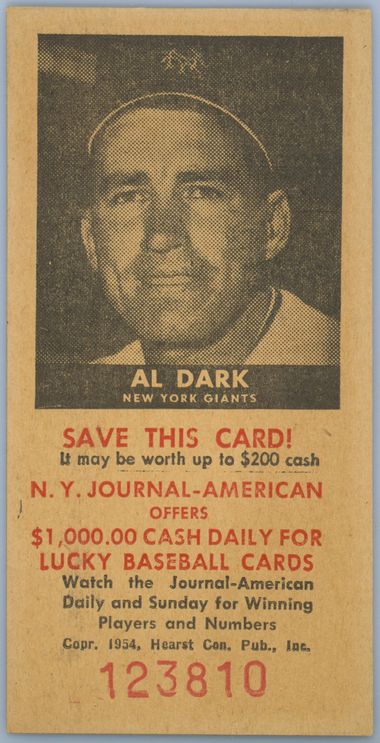 NY
AL DARK
NEW YORK GIANTS
SAVE THIS CARD!
It may be worth up to $200 cash
N. Y. JOURNAL-AMERICAN
OFFERS
$1,000.00 CASH DAILY FOR
LUCKY BASEBALL CARDS
Watch the Journal-American
Daily and Sunday for Winning
Players and Numbers
Copr. 1954, Hearst Con. Pub., Inc.
123810